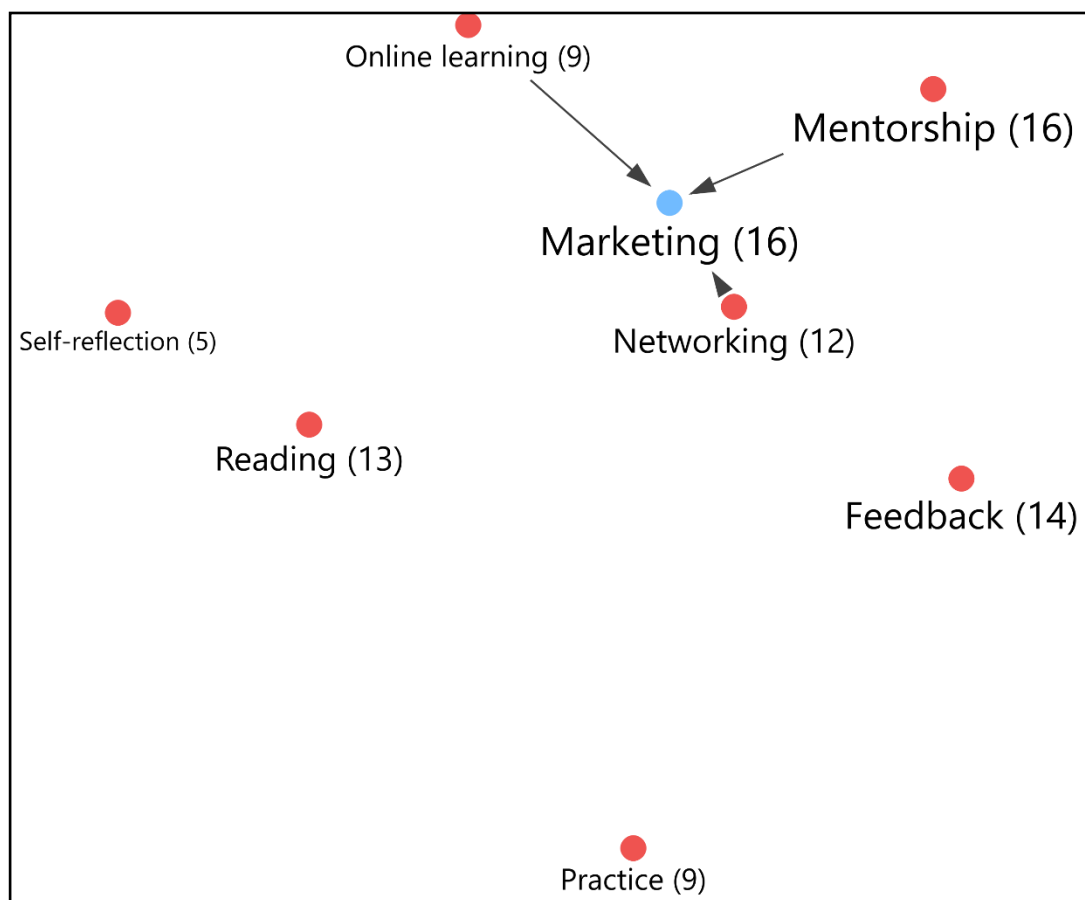 Online learning (9)
Mentorship (16)
Marketing (16)
Self-reflection (5)
Networking (12)
Reading (13)
Feedback (14)
Practice (9)